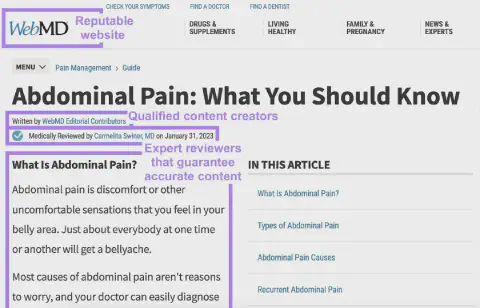 CHECK YOUR SYMPTOMS FIND A DOCTOR FIND A DENTIST
WebMD
Reputable
website
DRUGS &
SUPPLEMENTS
LIVING
HEALTHY
FAMILY &
PREGNANCY
NEWS &
EXPERTS
MENU
Pain Management > Guide
Abdominal Pain: What You Should Know
Written by WebMD Editorial Contributors
Qualified content creators
Medically Reviewed by Carmelita Swiner, MD on January 31, 2023
Expert reviewers
that guarantee
accurate content
What Is Abdominal Pain?
Abdominal pain is discomfort or other
uncomfortable sensations that you feel in your
belly area. Just about everybody at one time
or another will get a bellyache.
Most causes of abdominal pain aren't reasons
to worry, and your doctor can easily diagnose
IN THIS ARTICLE
What Is Abdominal Pain?
Types of Abdominal Pain
Abdominal Pain Causes
Recurrent Abdominal Pain